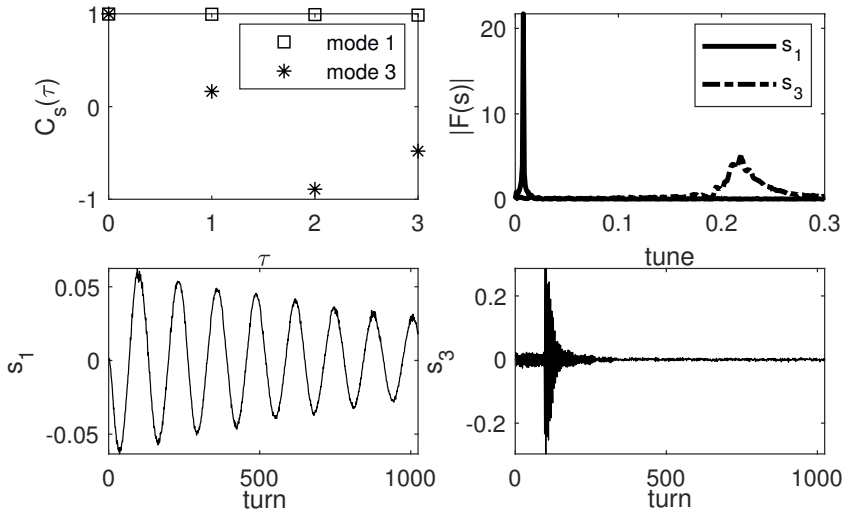 1
0
-1
C_s(τ)
mode 1
mode 3
0
1
2
3
τ
20
10
0
|F(s)|
s_1
s_3
0
0.1
0.2
0.3
tune
0.05
0
-0.05
s_1
0
500
1000
turn
0.2
0
-0.2
s_3
0
500
1000
turn